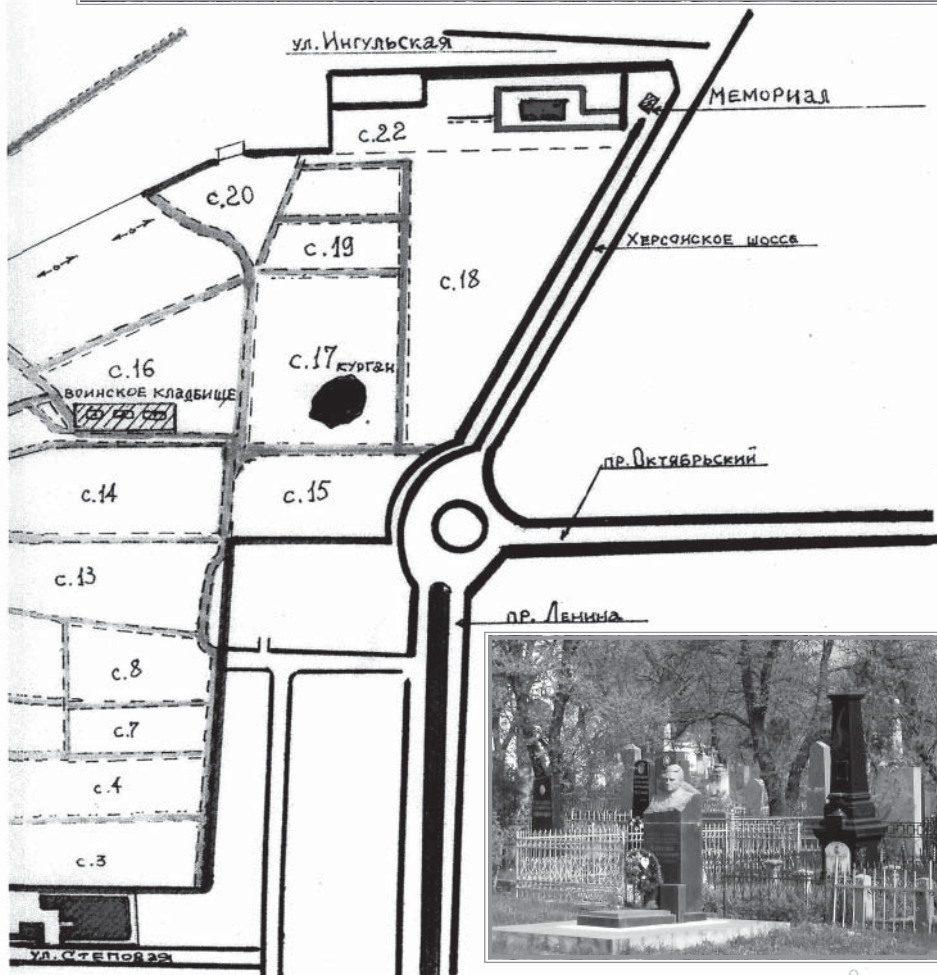 ул. Ингульская
Мемориал
с.22
с.20
Херсонское шоссе
с.19
с.18
с.16
с.17 курган
воинское кладбище
пр. Октябрьский
с.14
с.15
с.13
пр. Ленина
с.8
с.7
с.4
с.3
ул. Степовая